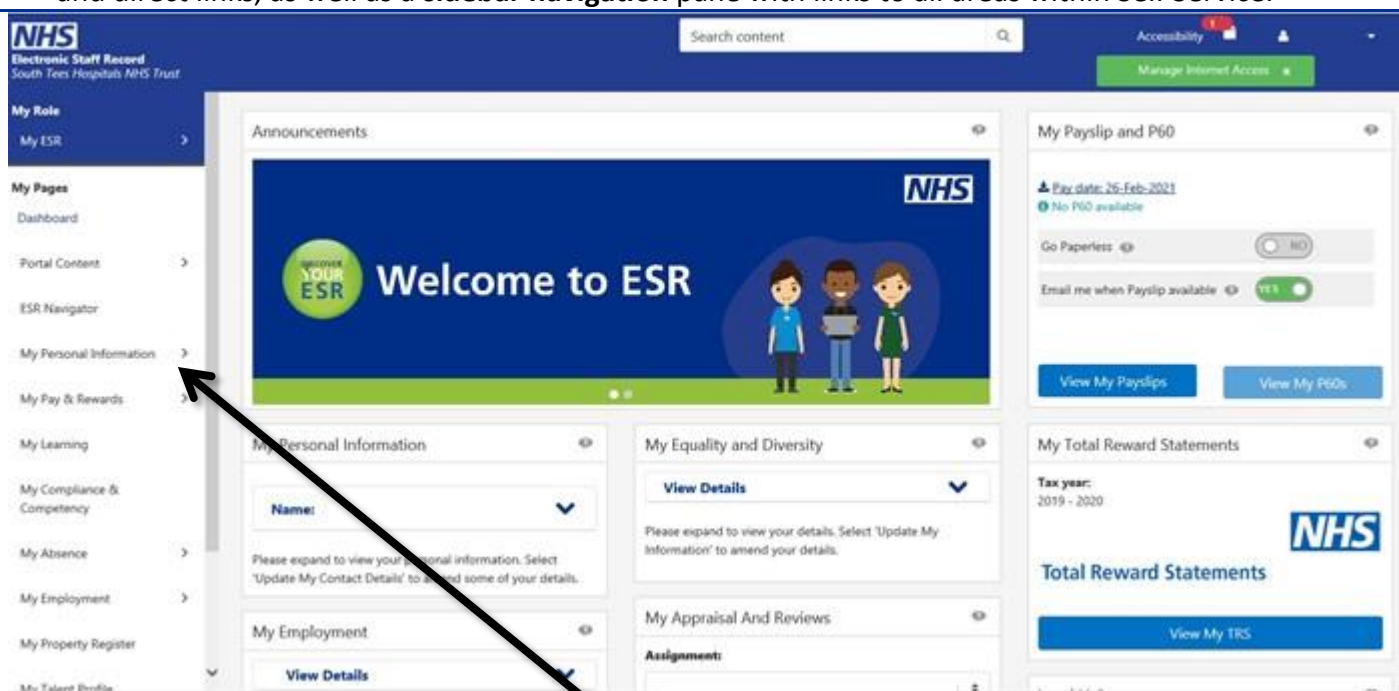 and direct links, as well as a sidebar navigation pane with links to all areas within Self Service.
NHS
Electronic Staff Record
South Tees Hospitals NHS Trust
Search content
Accessibility
1
Manage Internet Access
My Role
My ESR
My Pages
Dashboard
Portal Content
ESR Navigator
My Personal Information
My Pay & Rewards
My Learning
My Compliance &
Competency
My Absence
My Employment
My Property Register
My Talent Profile
Announcements
NHS
DISCOVER
YOUR
ESR
Welcome to ESR
My Payslip and P60
Pay date: 26-Feb-2021
No P60 available
Go Paperless
NO
Email me when Payslip available
YES
View My Payslips
View My P60s
My Personal Information
Name:
Please expand to view your personal information. Select
'Update My Contact Details' to amend some of your details.
My Employment
View Details
My Equality and Diversity
View Details
Please expand to view your details. Select 'Update My
Information' to amend your details.
My Appraisal And Reviews
Assignment:
My Total Reward Statements
Tax year:
2019 - 2020
NHS
Total Reward Statements
View My TRS